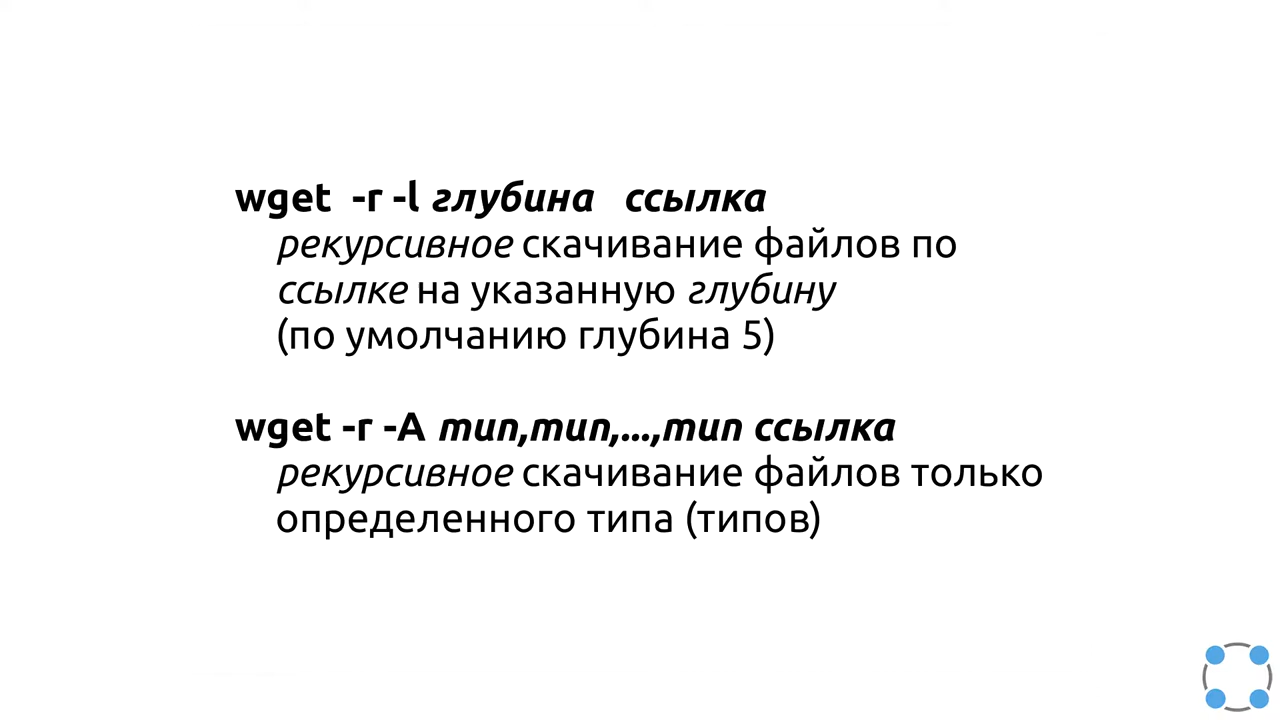 wget -r -l глубина ссылка
рекурсивное скачивание файлов по
ссылке на указанную глубину
(по умолчанию глубина 5)
wget -r -A тип,тип,...,тип ссылка
рекурсивное скачивание файлов только
определенного типа (типов)